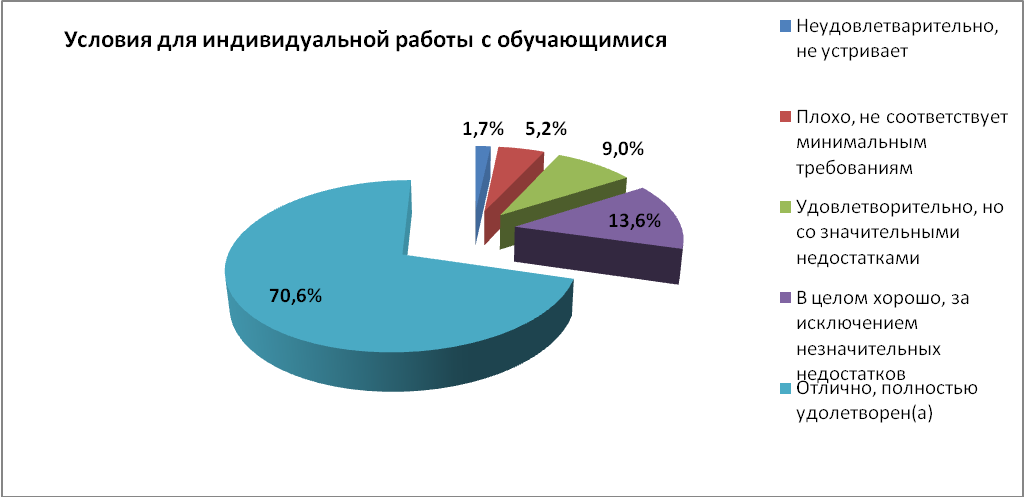 Условия для индивидуальной работы с обучающимися
1,7%
5,2%
9,0%
13,6%
70,6%
Неудовлетварительно,
не устривает
Плохо, не соответствует
минимальным
требованиям
Удовлетворительно, но
со значительными
недостатками
В целом хорошо, за
исключением
незначительных
недостатков
Отлично, полностью
удолетворен(а)